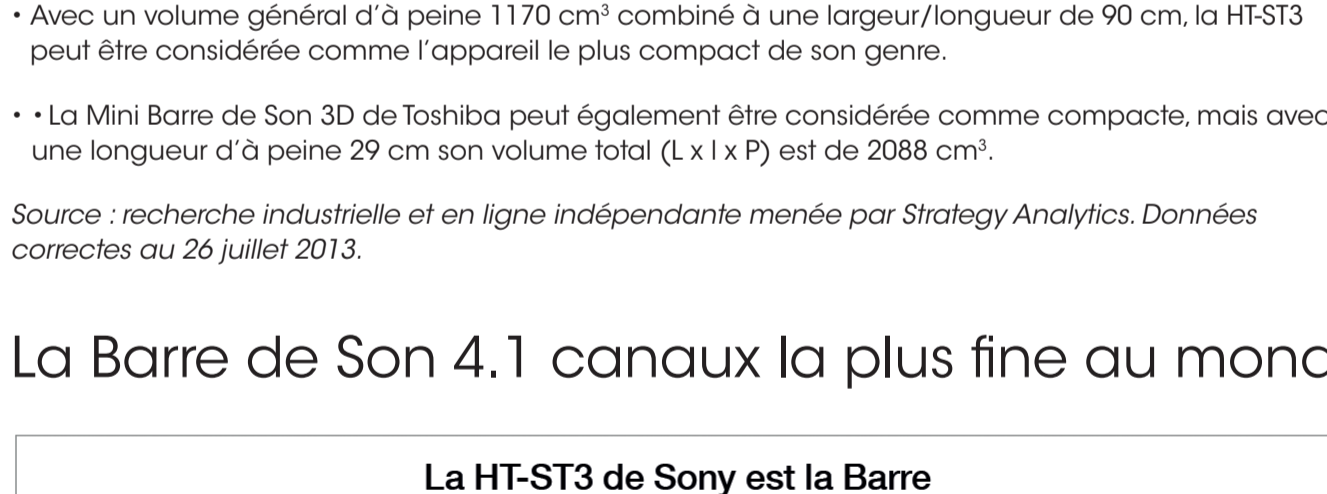 • Avec un volume général d’à peine 1170 cm³ combiné à une largeur/longueur de 90 cm, la HT-ST3
peut être considérée comme l’appareil le plus compact de son genre.
• • La Mini Barre de Son 3D de Toshiba peut également être considérée comme compacte, mais avec
une longueur d’à peine 29 cm son volume total (L x l x P) est de 2088 cm³.
Source : recherche industrielle et en ligne indépendante menée par Strategy Analytics. Données
correctes au 26 juillet 2013.
La Barre de Son 4.1 canaux la plus fine au
La HT-ST3 de Sony est la Barre